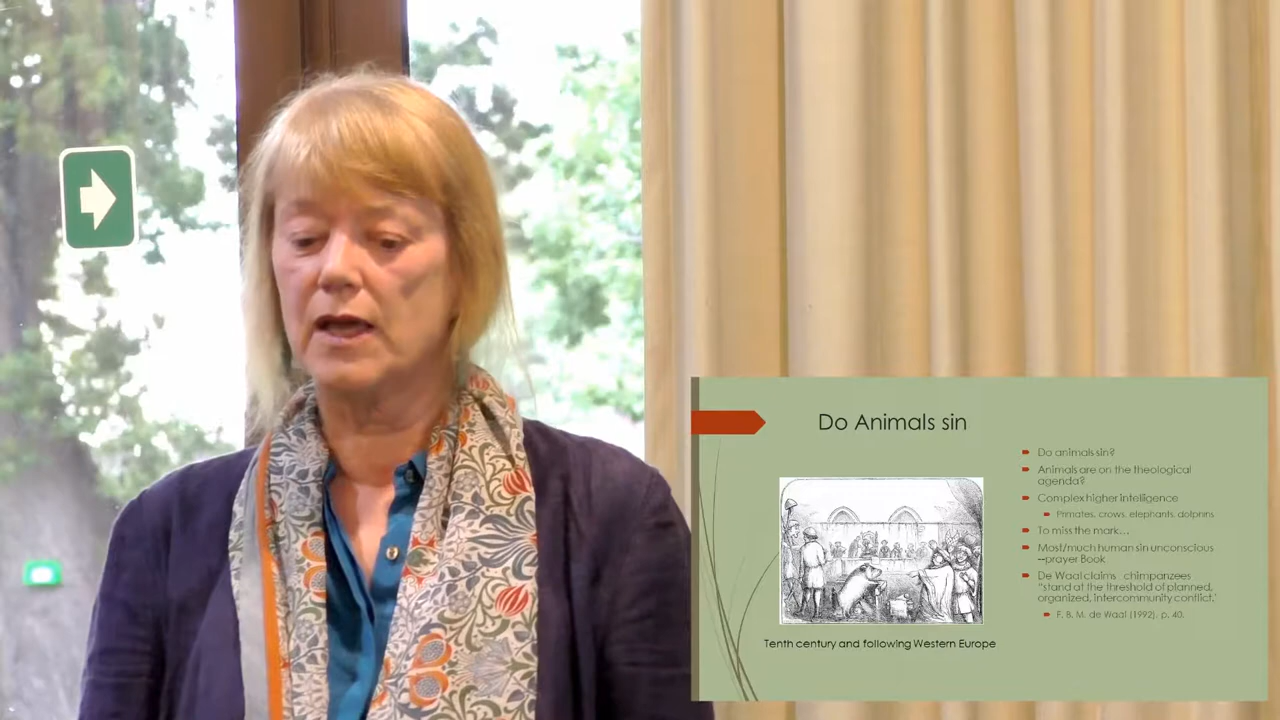 Do Animals sin
Do animals sin?
Animals are on the theological
agenda?
Complex higher intelligence
Primates, crows, elephants, dolphins
To miss the mark...
Most/much human sin unconscious
--prayer Book
De Waal claims chimpanzees
"stand at the threshold of planned,
organized, intercommunity conflict.'
F. B. M. de Waal (1992), p. 40.
Tenth century and following Western Europe